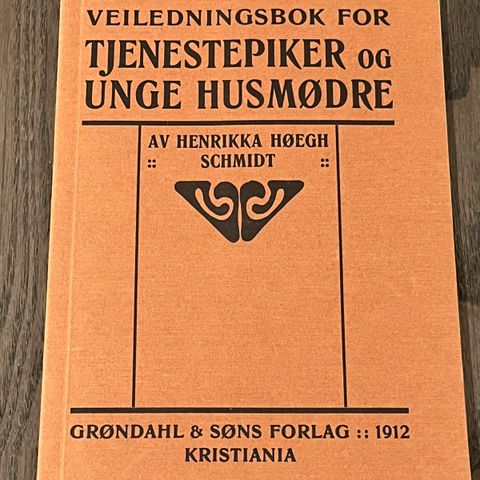 VEILEDNINGSBOK FOR
TJENESTEPIKER OG
UNGE HUSMØDRE
AV HENRIKKA HØEGH
:: SCHMIDT ::
GRØNDAHL & SØNS FORLAG :: 1912
KRISTIANIA